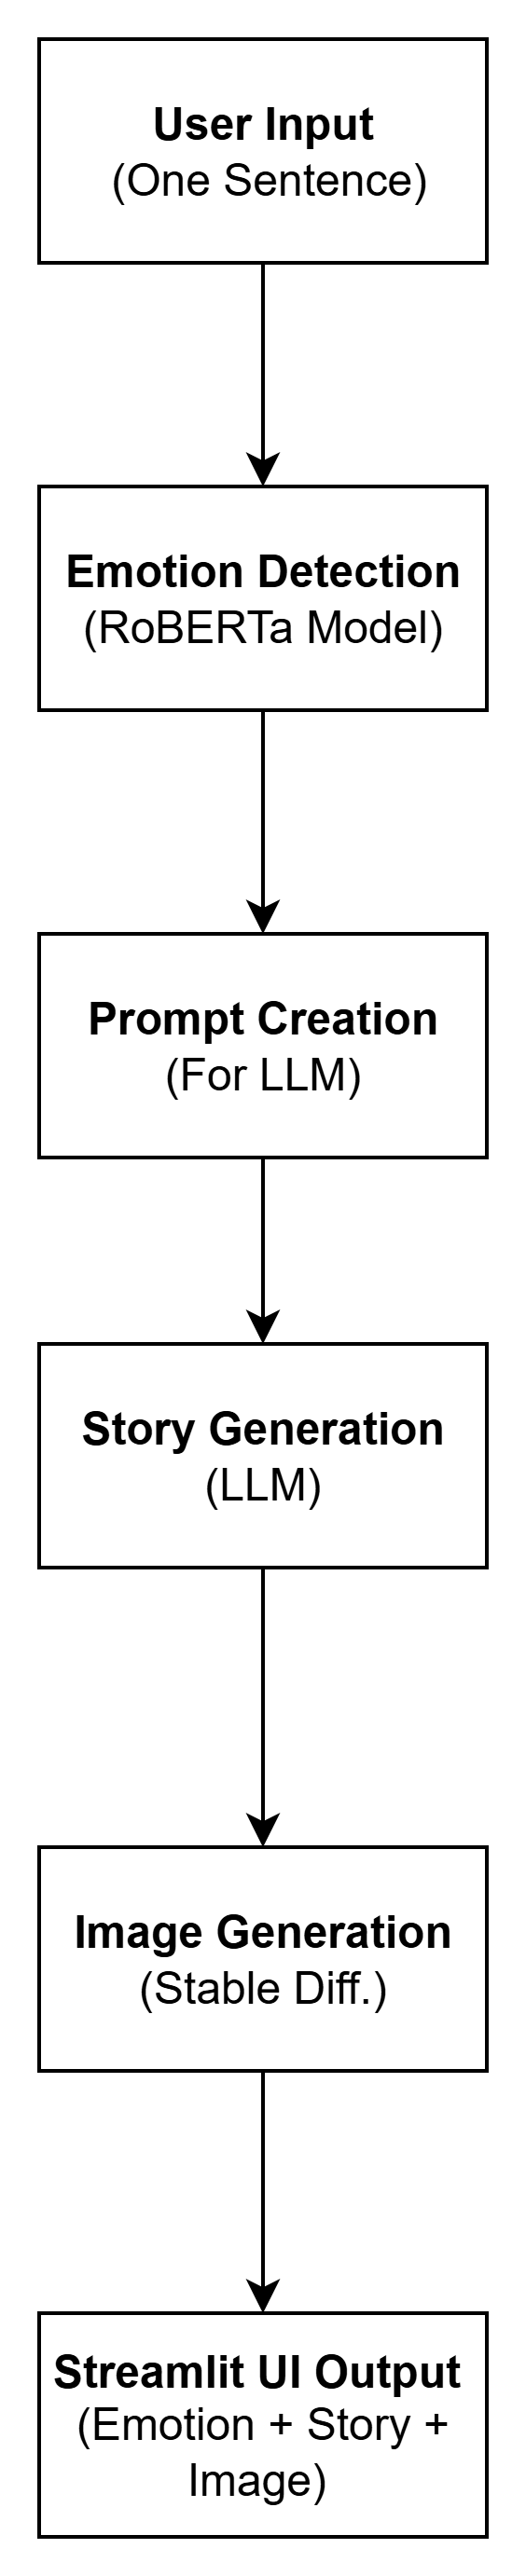 User Input
(One Sentence)
Emotion Detection
(RoBERTa Model)
Prompt Creation
(For LLM)
Story Generation
(LLM)
Image Generation
(Stable Diff.)
Streamlit UI Output
(Emotion + Story +
Image)